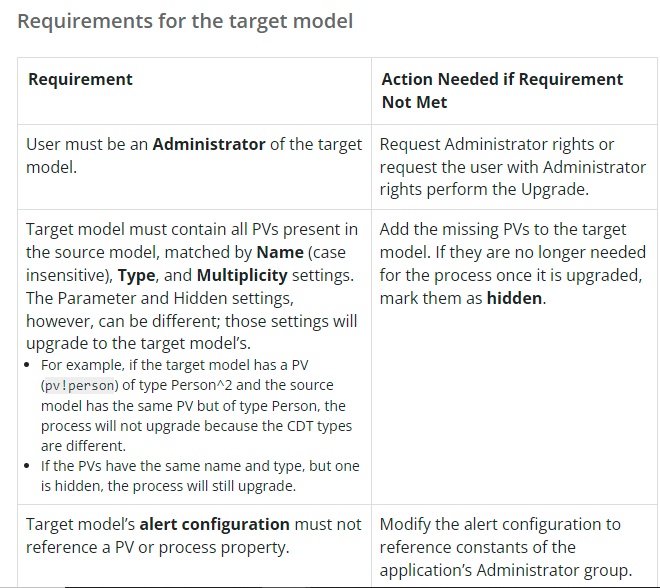 Requirements for the target model
Requirement
Action Needed if Requirement
Not Met
User must be an Administrator of the target
model.
Request Administrator rights or
request the user with Administrator
rights perform the Upgrade.
Target model must contain all PVs present in
the source model, matched by Name (case
insensitive), Type, and Multiplicity settings.
The Parameter and Hidden settings,
however, can be different; those settings will
upgrade to the target model’s.
• For example, if the target model has a PV
(pv!person) of type Person^2 and the source
model has the same PV but of type Person, the
process will not upgrade because the CDT types
are different.
• If the PVs have the same name and type, but one
is hidden, the process will still upgrade.
Add the missing PVs to the target
model. If they are no longer needed
for the process once it is upgraded,
mark them as hidden.
Target model’s alert configuration must not
reference a PV or process property.
Modify the alert configuration to
reference constants of the
application’s Administrator group.